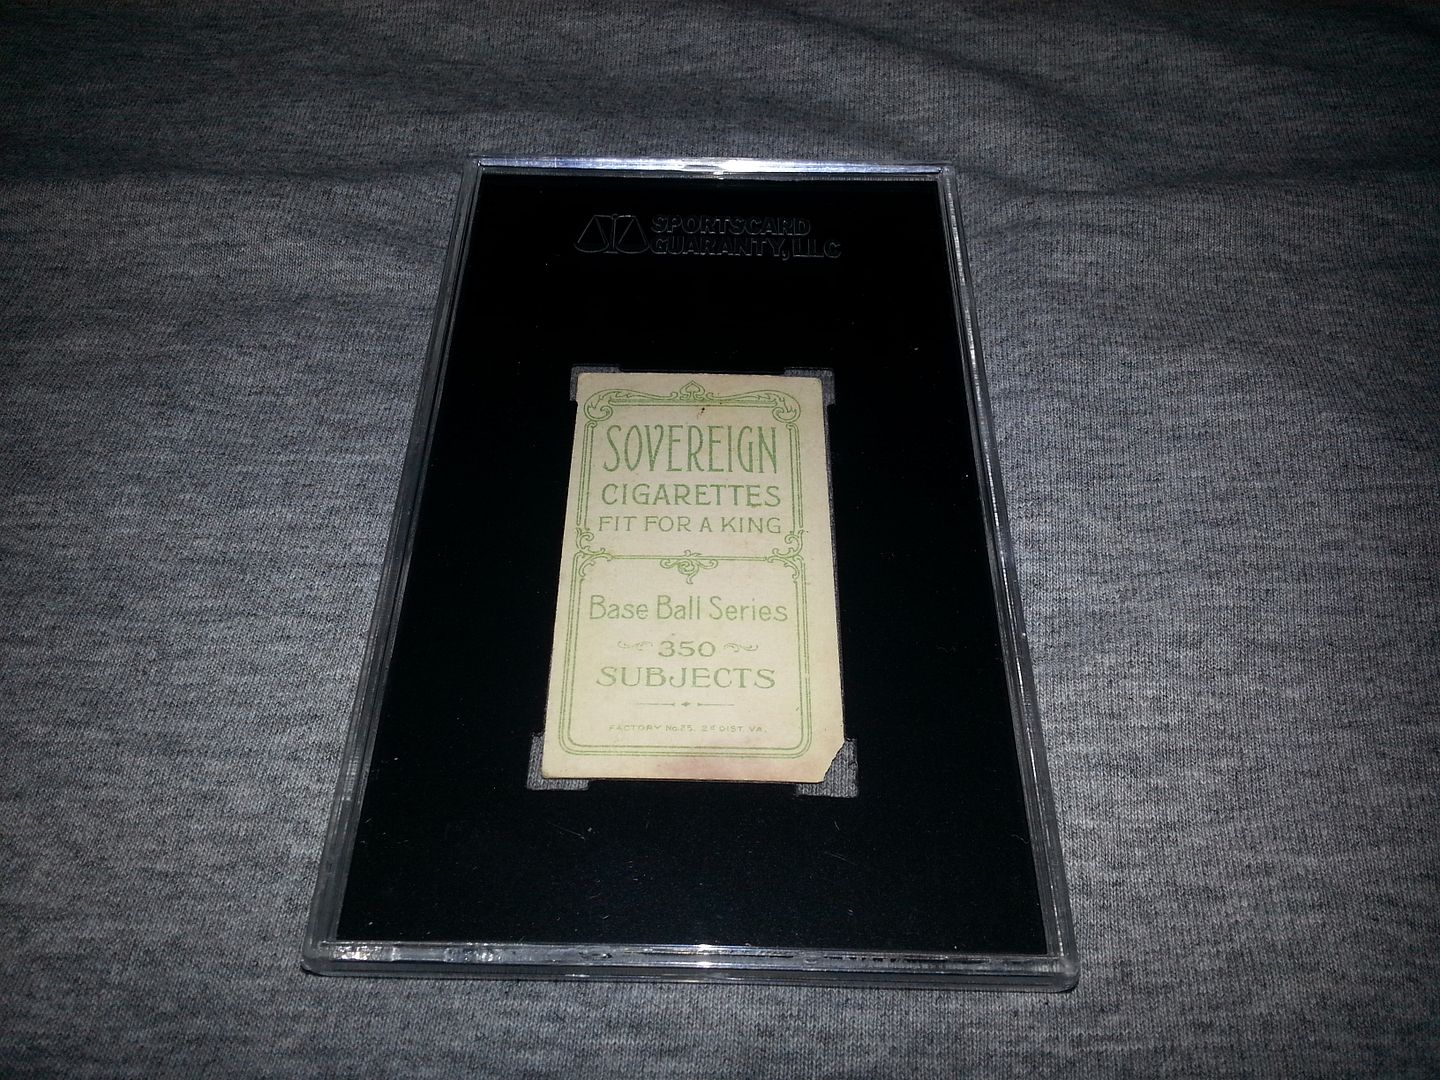 SPORTSCARD
GUARANTY, LLC
SOVEREIGN
CIGARETTES
FIT FOR A KING
Base Ball Series
350
SUBJECTS
FACTORY No. 25, 2D DIST. VA.